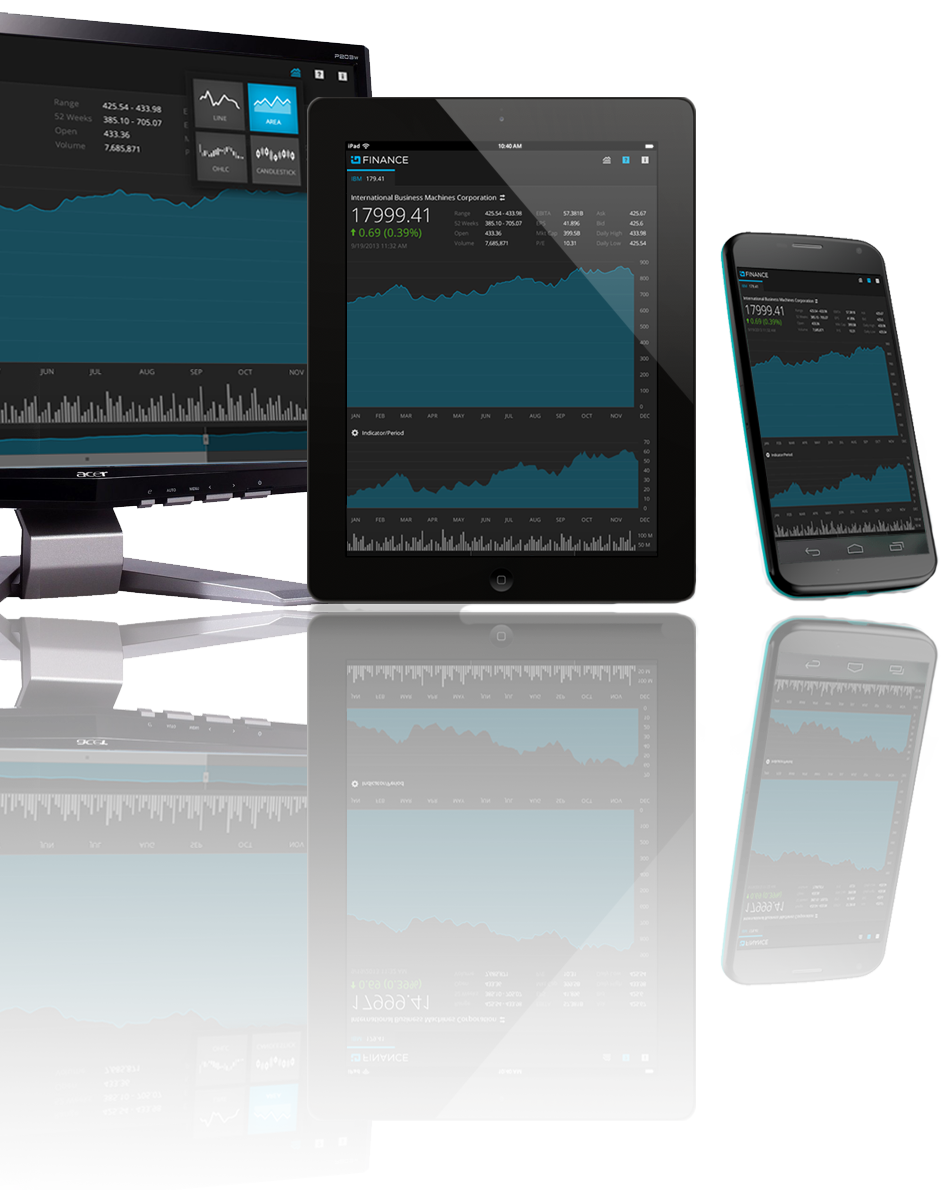 P203w
LINE
AREA
OHLC
CANDLESTICK
Range 425.54 - 433.98
52 Weeks 385.10 - 705.07
Open 433.36
Volume 7,685,871
JUN JUL AUG SEP OCT NOV
acer
AUTO MENU
iPad 10:40 AM
FINANCE
IBM 179.41
International Business Machines Corporation
17999.41
0.69 (0.39%)
9/19/2013 11:32 AM
Range 425.54 - 433.98 EBITA 57.381B Ask 425.67
52 Weeks 385.10 - 705.07 EPS 41.896 Bid 425.6
Open 433.36 Mkt Cap 399.5B Daily High 433.98
Volume 7,685,871 P/E 10.31 Daily Low 425.54
900
800
700
600
500
400
300
200
100
0
JAN FEB MAR APR MAY JUN JUL AUG SEP OCT NOV DEC
Indicator/Period
70
60
50
40
30
20
10
0
JAN FEB MAR APR MAY JUN JUL AUG SEP OCT NOV DEC
100 M
50 M
FINANCE
IBM 179.41
International Business Machines Corporation
17999.41
0.69 (0.39%)
Indicator/Period